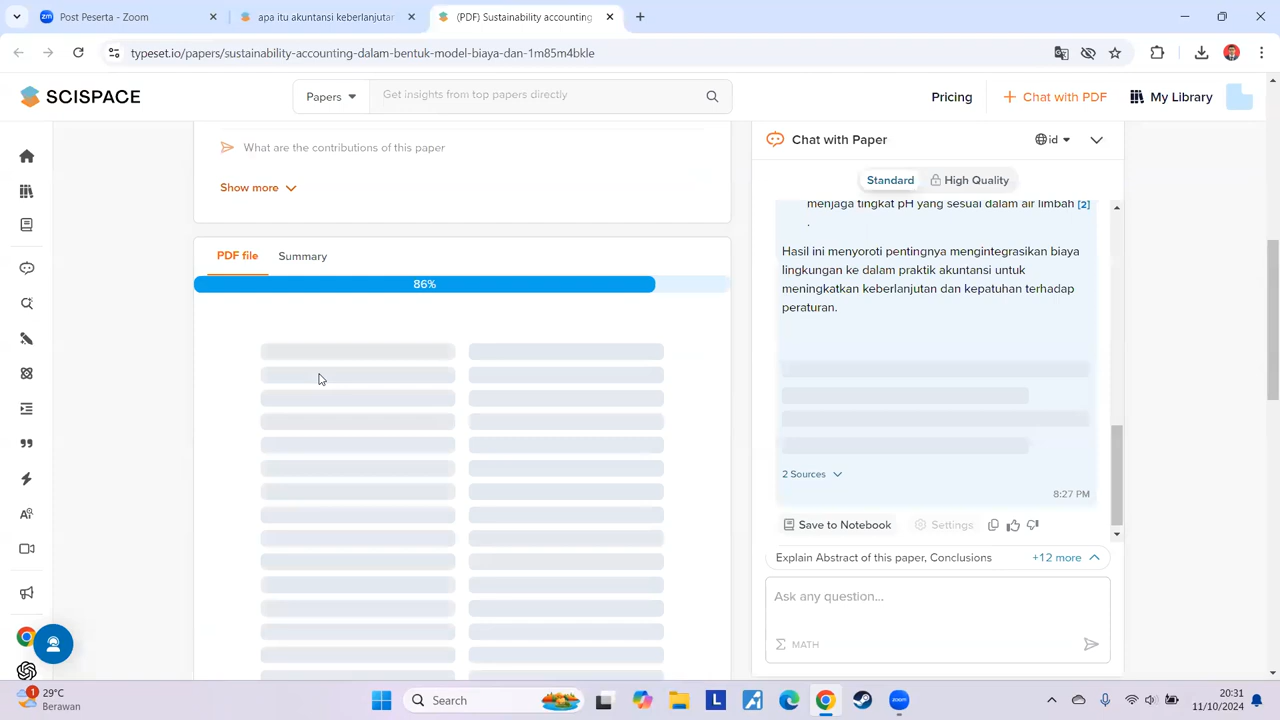 Post Peserta - Zoom
apa itu akuntansi keberlanjutan
(PDF) Sustainability accounting
typeset.io/papers/sustainability-accounting-dalam-bentuk-model-biaya-dan-1m85m4bkle
SCISPACE
Papers
Get insights from top papers directly
Pricing
Chat with PDF
My Library
What are the contributions of this paper
Show more
PDF file
Summary
86%
Chat with Paper
id
Standard
High Quality
menjaga tingkat pH yang sesuai dalam air limbah [2]
.
Hasil ini menyoroti pentingnya mengintegrasikan biaya
lingkungan ke dalam praktik akuntansi untuk
meningkatkan keberlanjutan dan kepatuhan terhadap
peraturan.
2 Sources
8:27 PM
Save to Notebook
Settings
Explain Abstract of this paper, Conclusions
+12 more
Ask any question...
Σ MATH
1
29°C
Berawan
Search
zoom
20:31
11/10/2024